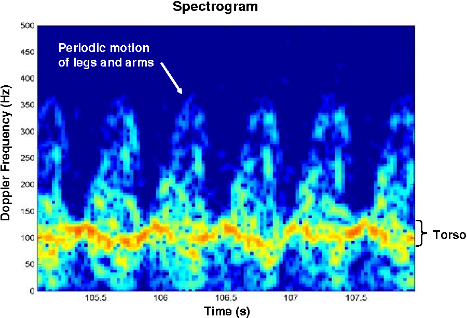 Spectrogram
500
450
400
350
300
250
200
150
100
50
0
Doppler Frequency (Hz)
Periodic motion
of legs and arms
Torso
105.5
106
106.5
107
107.5
Time (s)